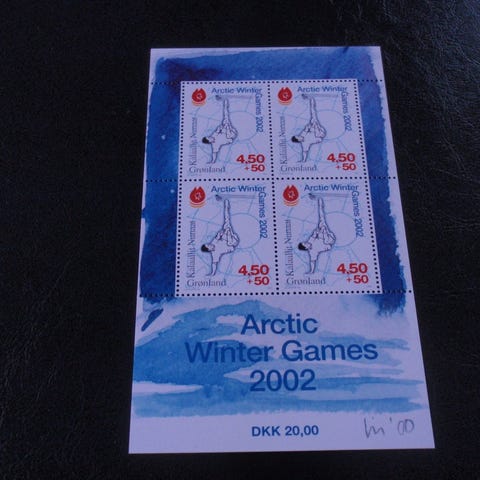 Arctic Winter
Games 2002
Kalaallit Nunaat
4,50
+50
Grønland
Arctic Winter
Games 2002
Kalaallit Nunaat
4,50
+50
Grønland
Arctic Winter
Games 2002
Kalaallit Nunaat
4,50
+50
Grønland
Arctic Winter
Games 2002
Kalaallit Nunaat
4,50
+50
Grønland
Arctic
Winter Games
2002
DKK 20,00